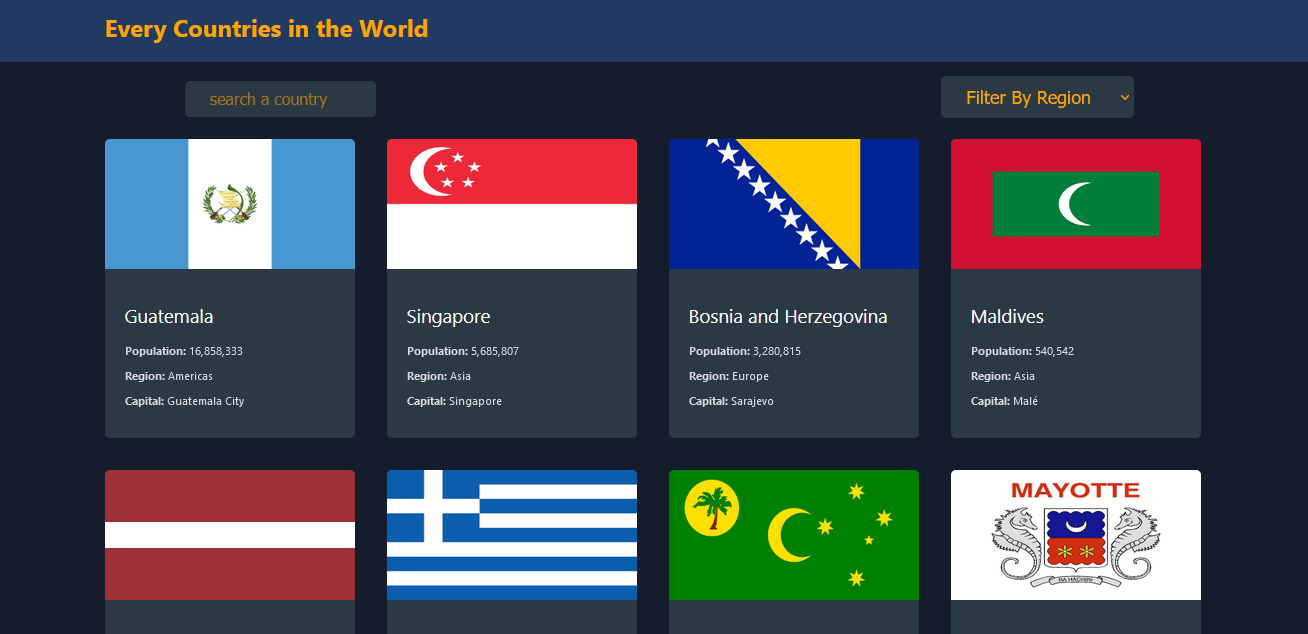 Every Countries in the World
search a country
Filter By Region
Guatemala
Population: 16,858,333
Region: Americas
Capital: Guatemala City
Singapore
Population: 5,685,807
Region: Asia
Capital: Singapore
Bosnia and Herzegovina
Population: 3,280,815
Region: Europe
Capital: Sarajevo
Maldives
Population: 540,542
Region: Asia
Capital: Malé
MAYOTTE
RA HACHIRI